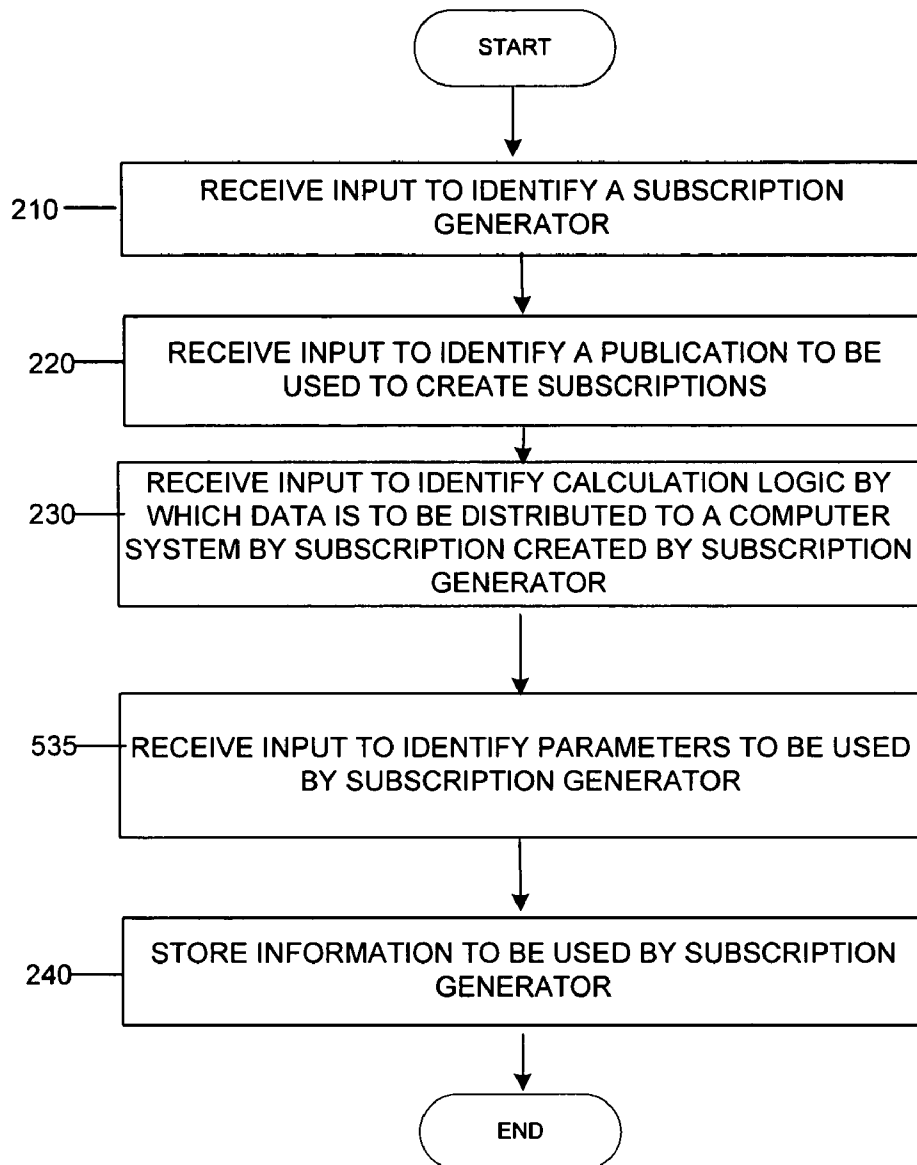 START
210
RECEIVE INPUT TO IDENTIFY A SUBSCRIPTION
GENERATOR
220
RECEIVE INPUT TO IDENTIFY A PUBLICATION TO BE
USED TO CREATE SUBSCRIPTIONS
230
RECEIVE INPUT TO IDENTIFY CALCULATION LOGIC BY
WHICH DATA IS TO BE DISTRIBUTED TO A COMPUTER
SYSTEM BY SUBSCRIPTION CREATED BY SUBSCRIPTION
GENERATOR
535
RECEIVE INPUT TO IDENTIFY PARAMETERS TO BE USED
BY SUBSCRIPTION GENERATOR
240
STORE INFORMATION TO BE USED BY SUBSCRIPTION
GENERATOR
END